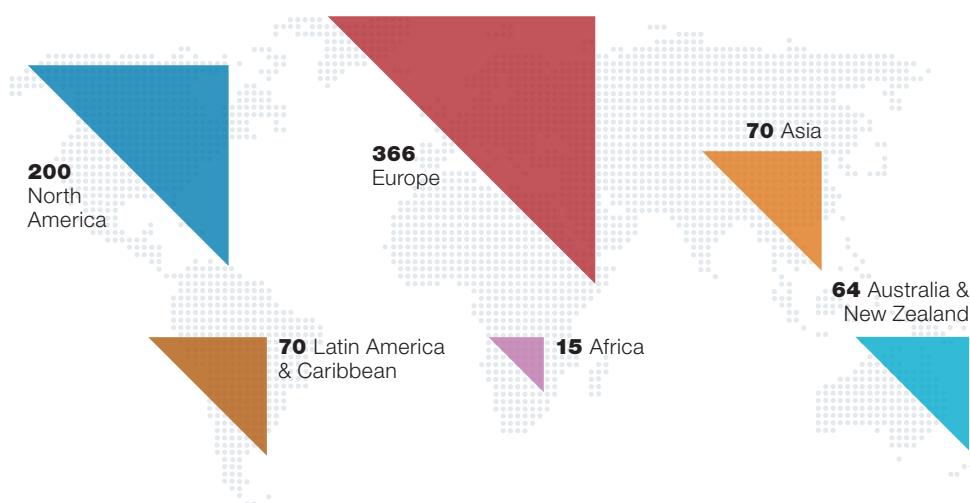 70 Asia
366
Europe
200
North
America
64 Australia &
New Zealand
70 Latin America
& Caribbean
15 Africa